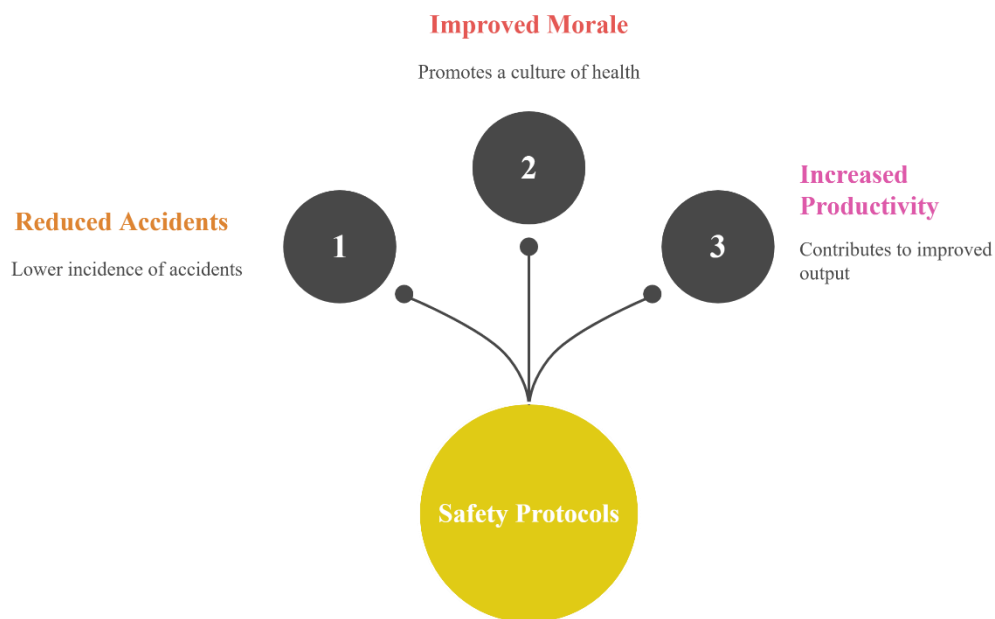 Improved Morale
Promotes a culture of health
2
Reduced Accidents
Lower incidence of accidents
1
3
Increased
Productivity
Contributes to improved
output
Safety Protocols